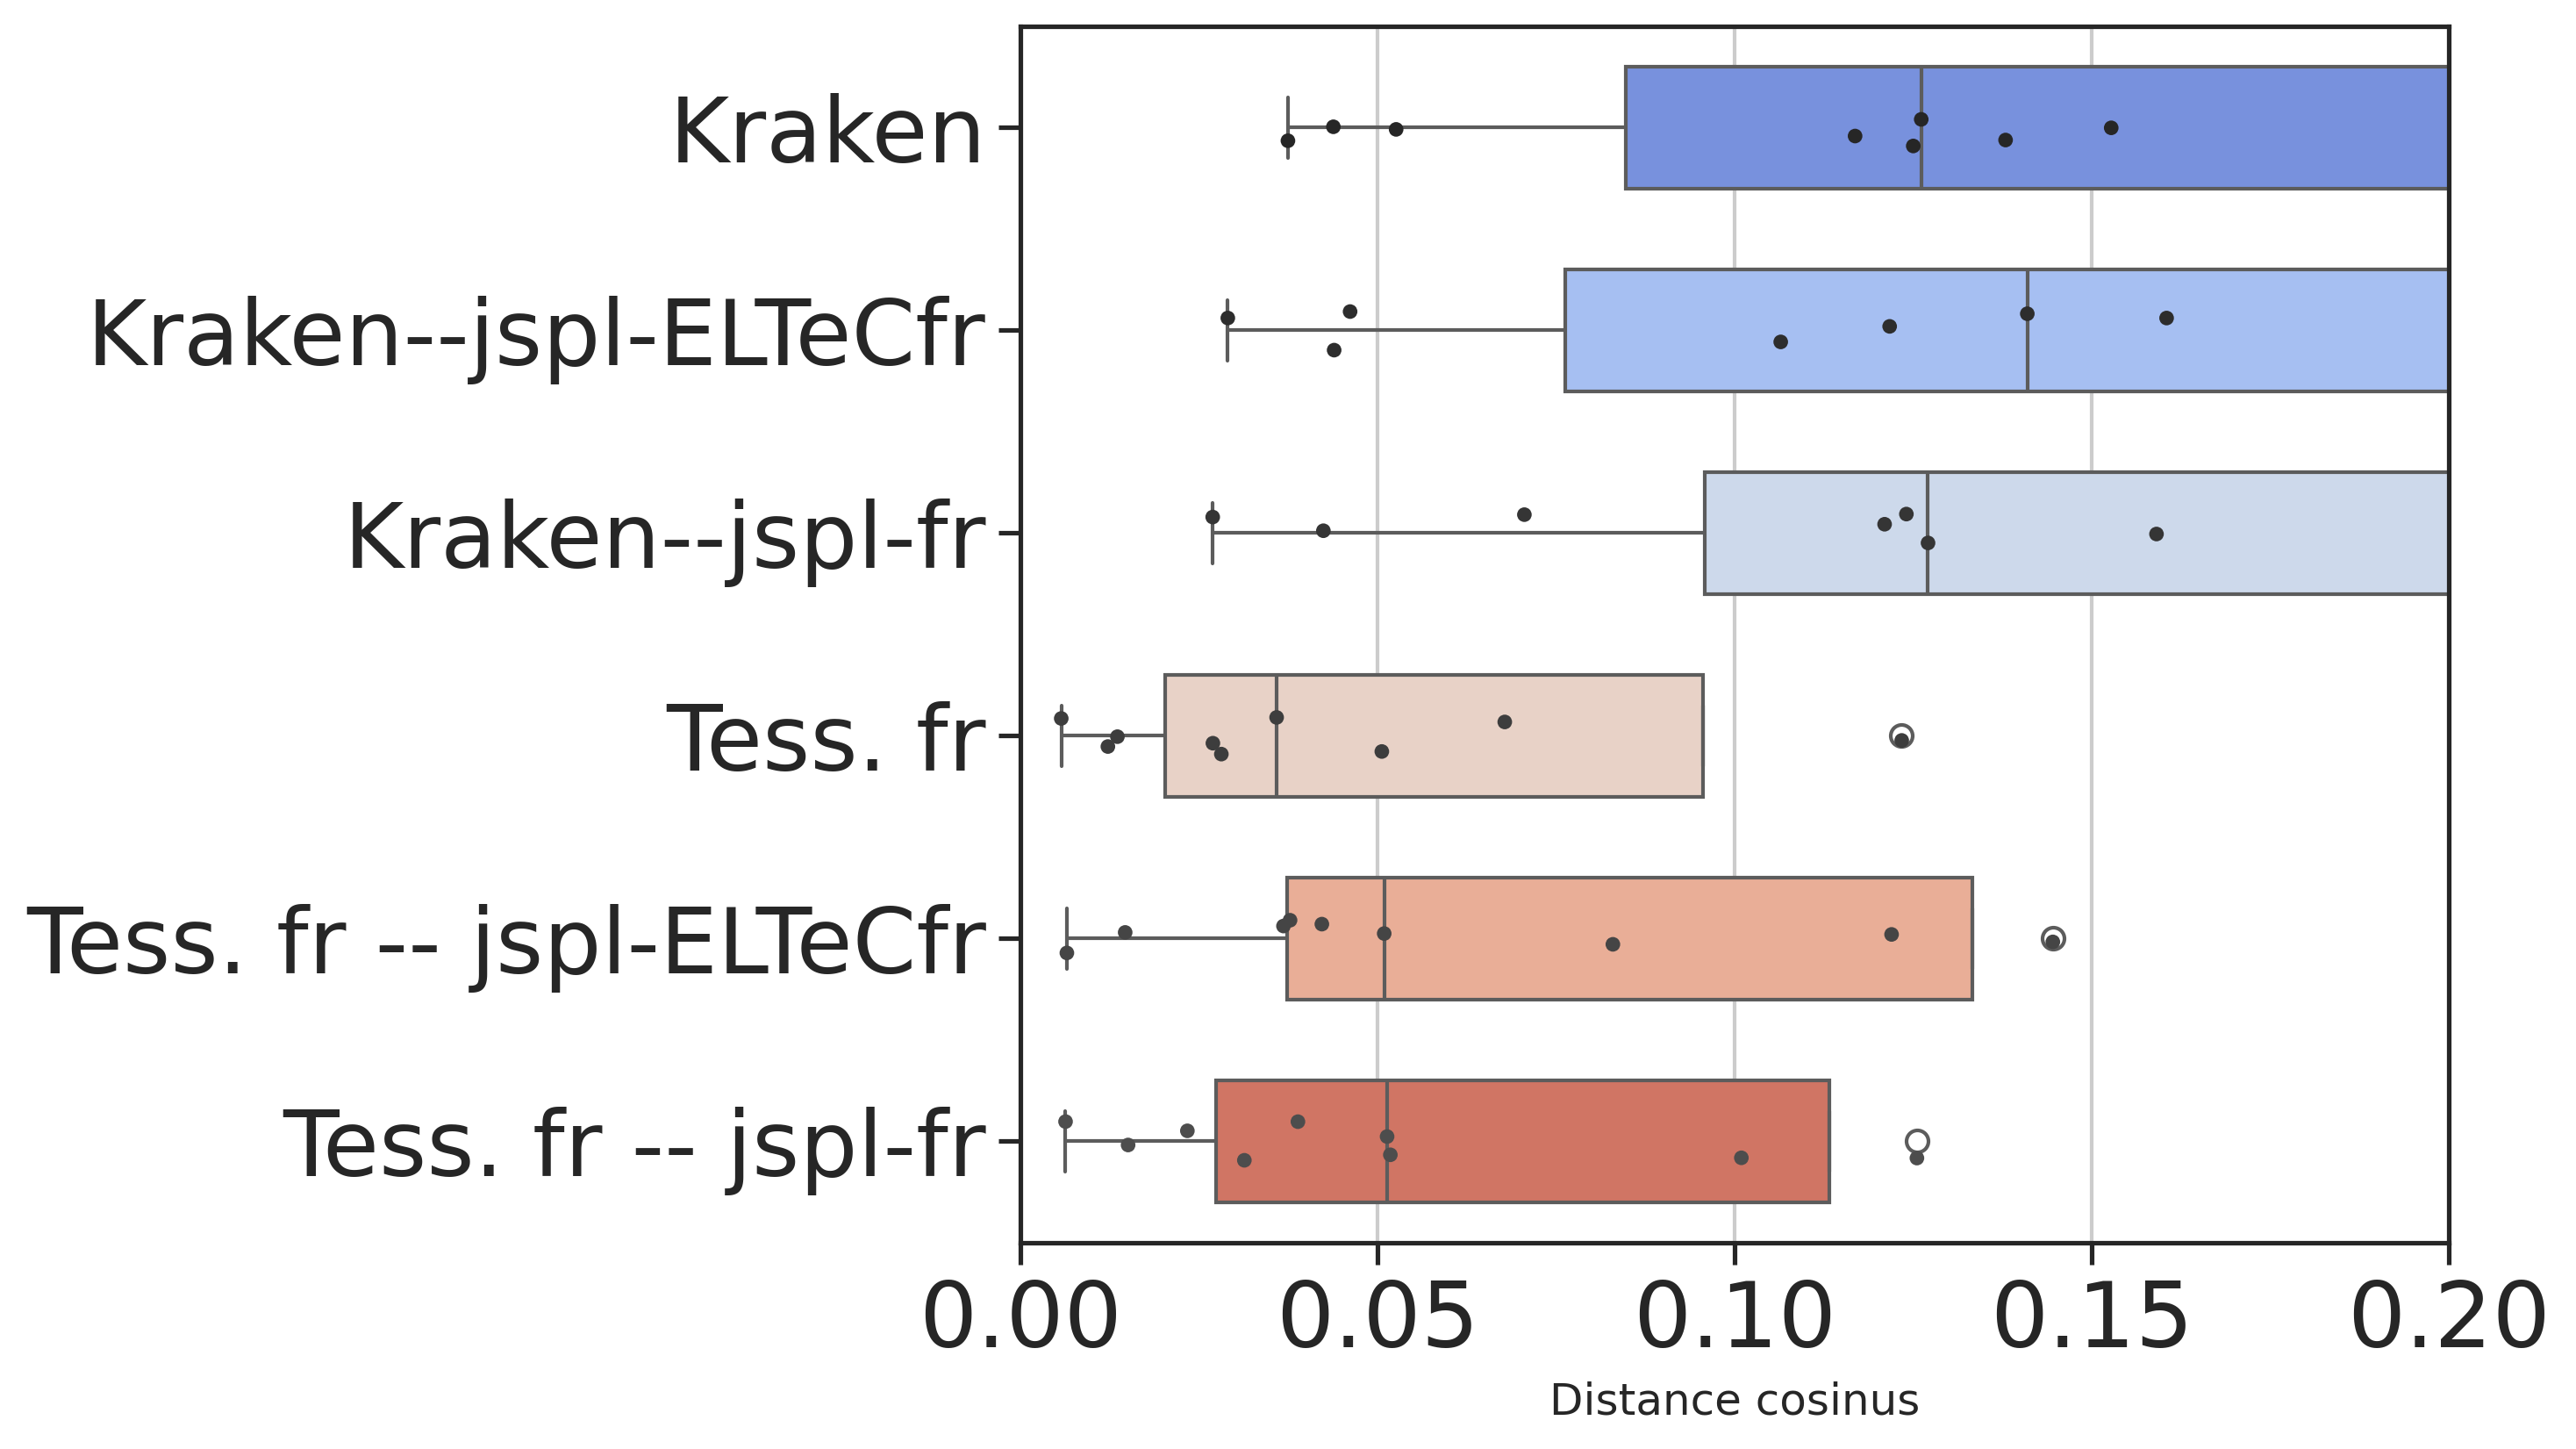 Kraken
Kraken--jspl-ELTeCfr
Kraken--jspl-fr
Tess. fr
Tess. fr -- jspl-ELTeCfr
Tess. fr -- jspl-fr
0.00 0.05 0.10 0.15 0.20
Distance cosinus